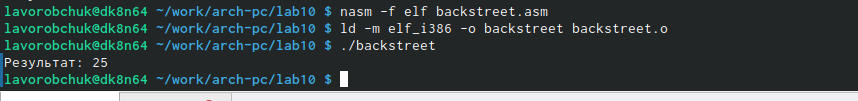 lavorobchuk@dk8n64 ~/work/arch-pc/lab10 $ nasm -f elf backstreet.asm
lavorobchuk@dk8n64 ~/work/arch-pc/lab10 $ ld -m elf_i386 -o backstreet backstreet.o
lavorobchuk@dk8n64 ~/work/arch-pc/lab10 $ ./backstreet
Результат: 25
lavorobchuk@dk8n64 ~/work/arch-pc/lab10 $